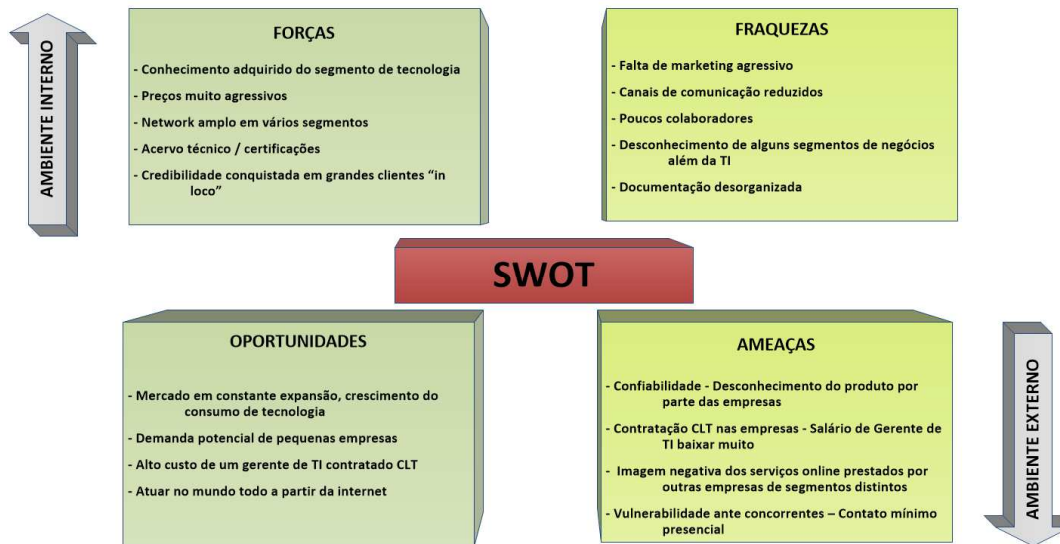 AMBIENTE INTERNO
FORÇAS
- Conhecimento adquirido do segmento de tecnologia
- Preços muito agressivos
- Network amplo em vários segmentos
- Acervo técnico / certificações
- Credibilidade conquistada em grandes clientes “in
loco”
FRAQUEZAS
- Falta de marketing agressivo
- Canais de comunicação reduzidos
- Poucos colaboradores
- Desconhecimento de alguns segmentos de negócios
além da TI
- Documentação desorganizada
SWOT
OPORTUNIDADES
- Mercado em constante expansão, crescimento do
consumo de tecnologia
- Demanda potencial de pequenas empresas
- Alto custo de um gerente de TI contratado CLT
- Atuar no mundo todo a partir da internet
AMEAÇAS
- Confiabilidade - Desconhecimento do produto por
parte das empresas
- Contratação CLT nas empresas - Salário de Gerente de
TI baixar muito
- Imagem negativa dos serviços online prestados por
outras empresas de segmentos distintos
- Vulnerabilidade ante concorrentes – Contato mínimo
presencial
AMBIENTE EXTERNO